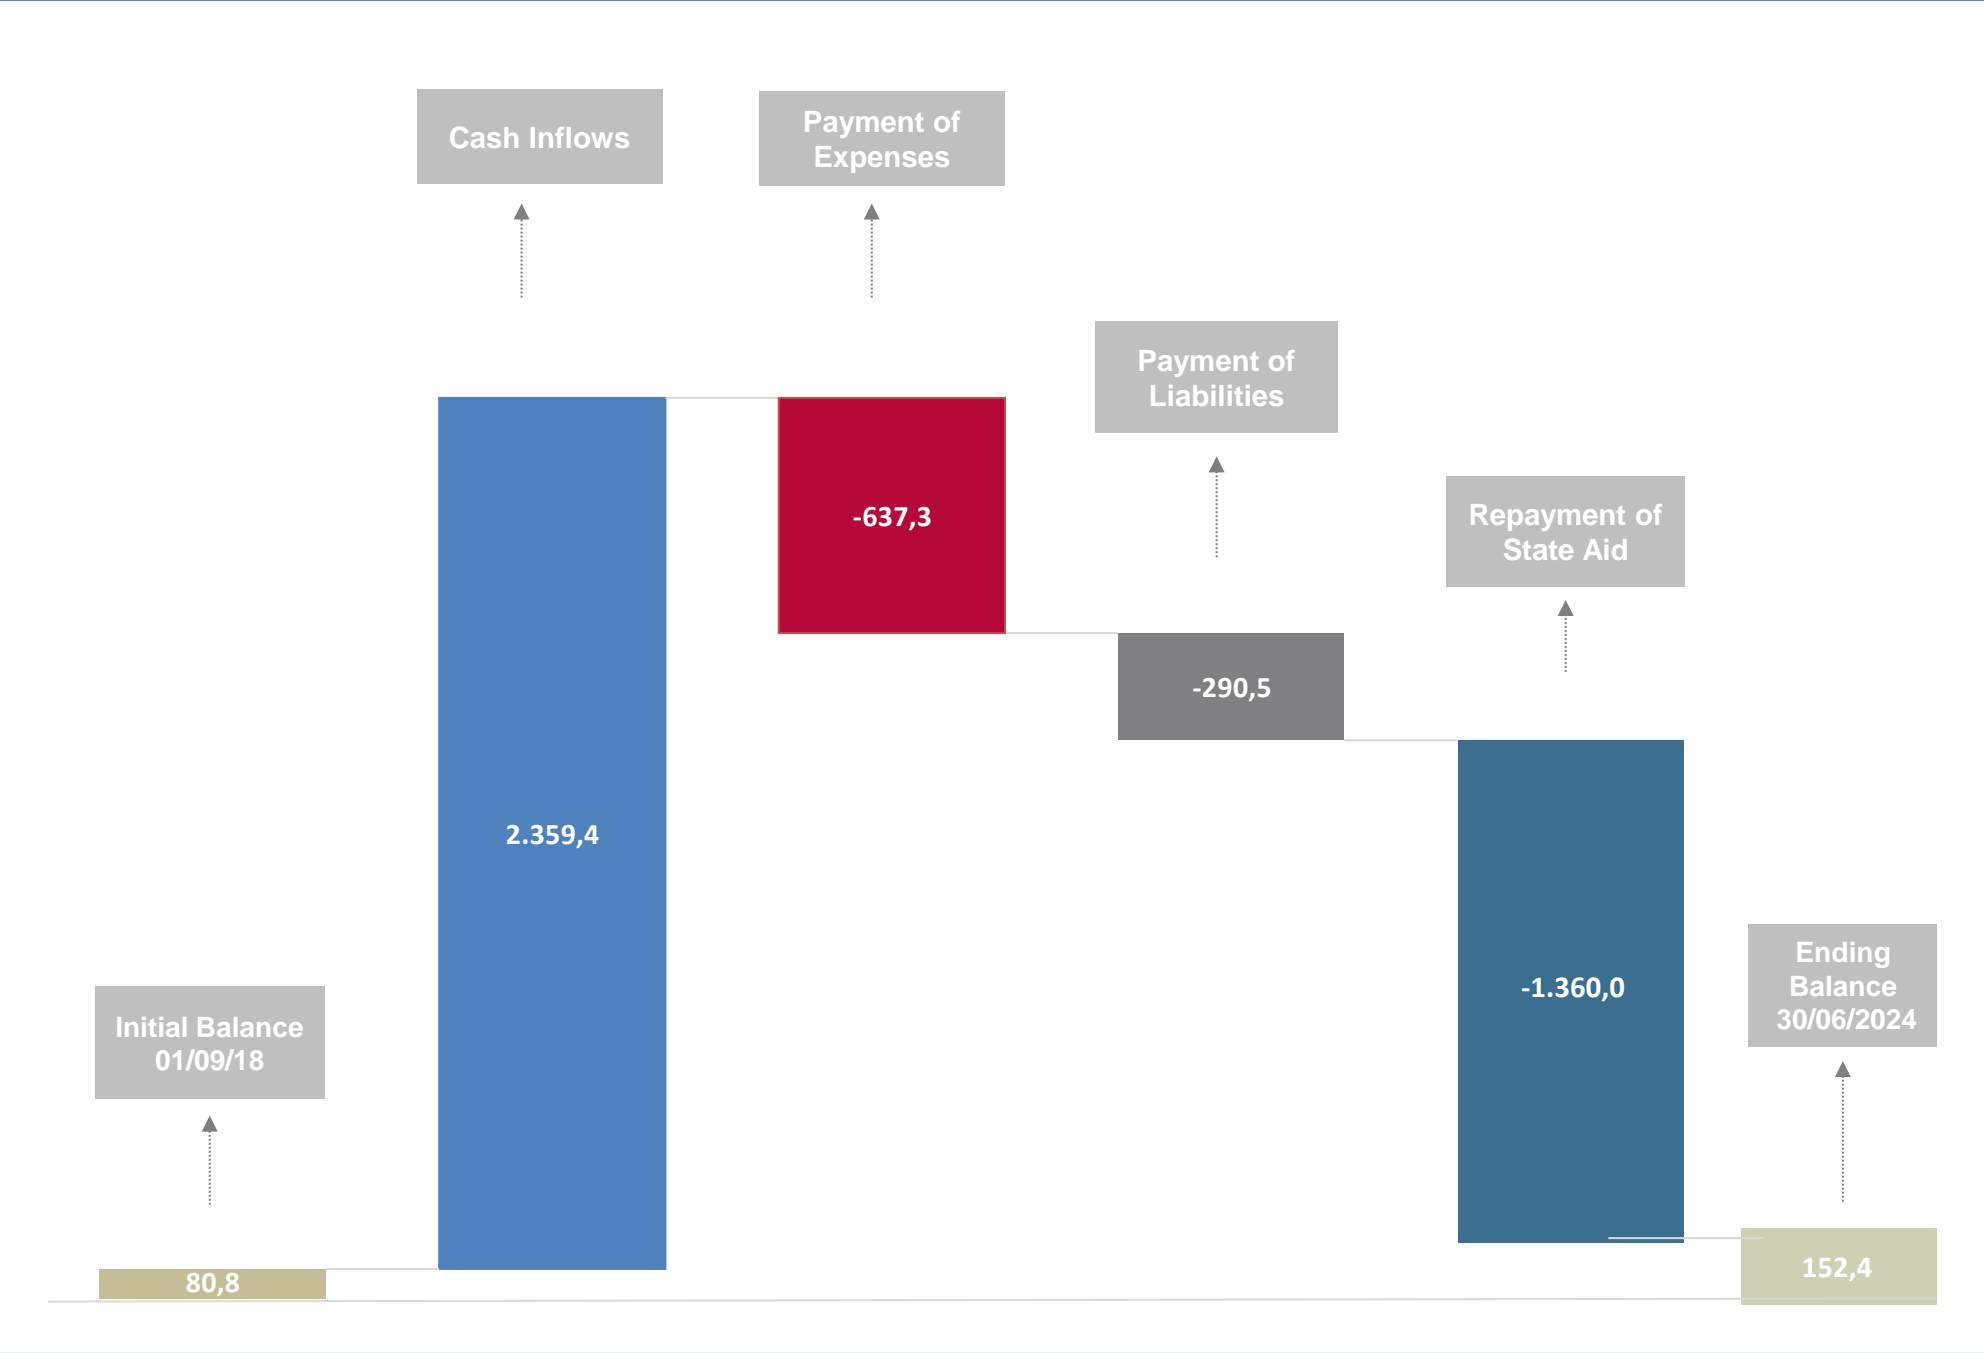 Cash Inflows
Payment of
Expenses
Payment of
Liabilities
-637,3
Repayment of
State Aid
-290,5
2.359,4
Ending
Balance
30/06/2024
-1.360,0
Initial Balance
01/09/18
80,8
152,4